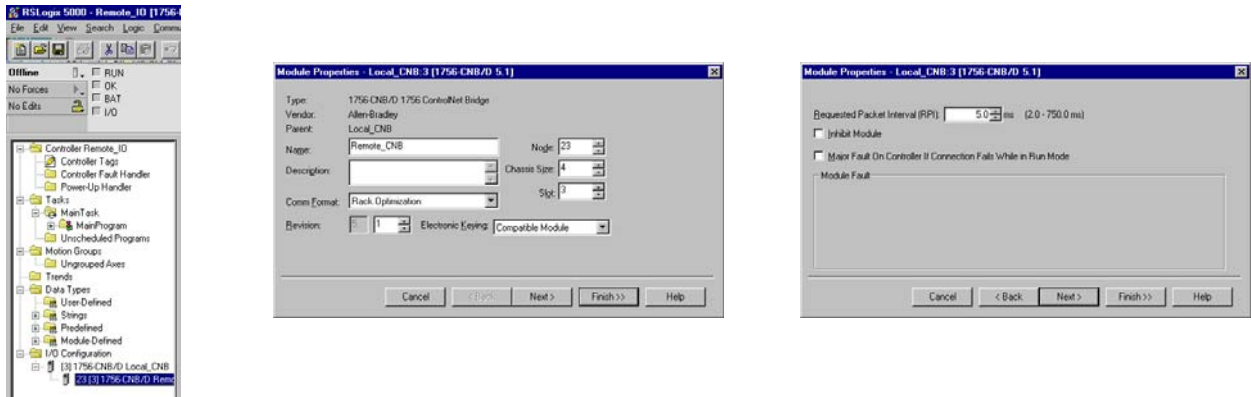 RSLogix 5000 - Remote_IO [1756-
File Edit View Search Logic Commu
Offline
RUN
No Forces
OK
No Edits
BAT
I/O
Controller Remote_IO
Controller Tags
Controller Fault Handler
Power-Up Handler
Tasks
MainTask
MainProgram
Unscheduled Programs
Motion Groups
Ungrouped Axes
Trends
Data Types
User-Defined
Strings
Predefined
Module-Defined
I/O Configuration
[3] 1756-CNB/D Local_CNB
23 [3] 1756-CNB/D Remo
Module Properties - Local_CNB:3 (1756-CNB/D 5.1)
Type: 1756-CNB/D 1756 ControlNet Bridge
Vendor: Allen-Bradley
Parent: Local_CNB
Name: Remote_CNB Node: 23
Description: Chassis Size: 4
Slot: 3
Comm Format: Rack Optimization
Revision: 5 1 Electronic Keying: Compatible Module
Cancel < Back Next > Finish >> Help
Module Properties - Local_CNB:3 (1756-CNB/D 5.1)
Requested Packet Interval (RPI): 5.0 ms (2.0 - 750.0 ms)
Inhibit Module
Major Fault On Controller If Connection Fails While in Run Mode
Module Fault
Cancel < Back Next > Finish >> Help